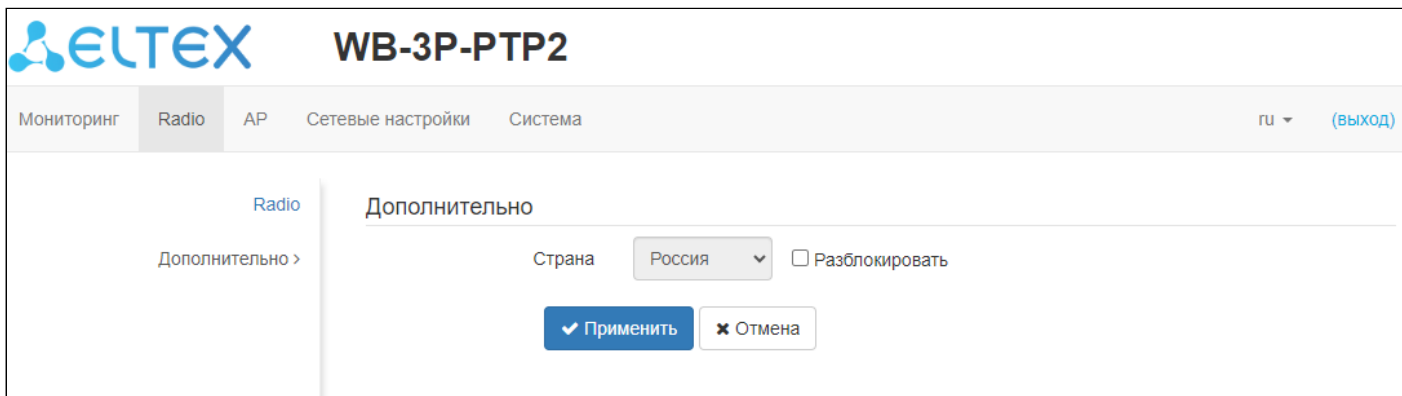 ELTEX WB-3P-PTP2
Мониторинг Radio AP Сетевые настройки Система ru (выход)
Radio Дополнительно
Дополнительно > Страна Россия Разблокировать
Применить Отмена